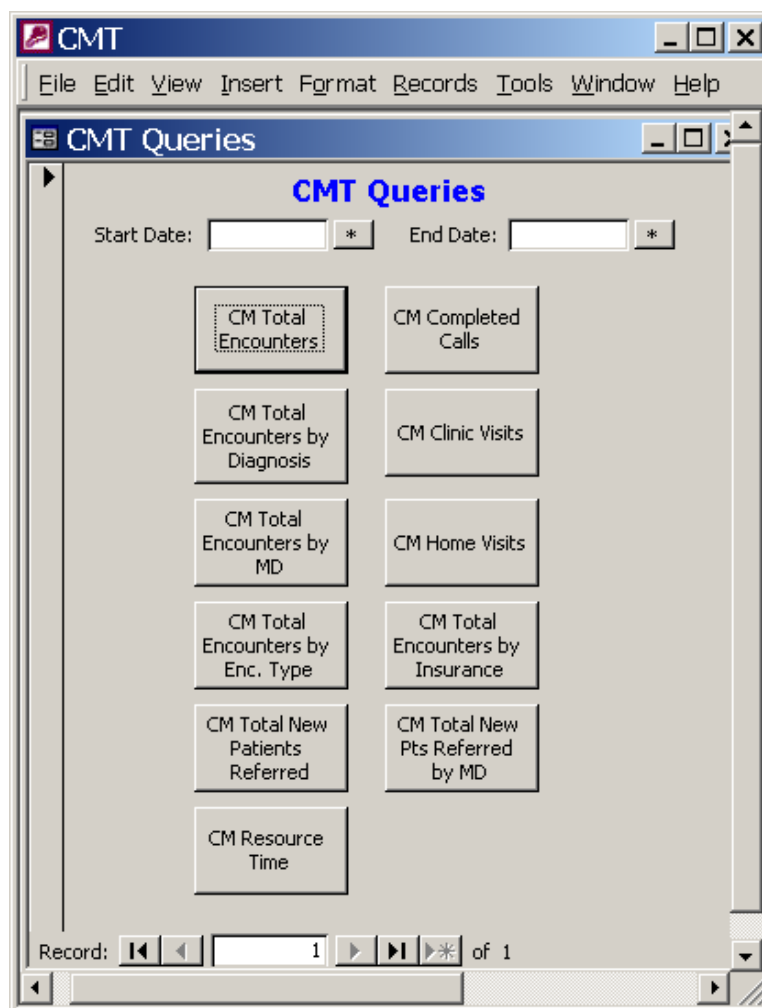 CMT
File Edit View Insert Format Records Tools Window Help
CMT Queries
CMT Queries
Start Date: * End Date: *
CM Total
Encounters
CM Completed
Calls
CM Total
Encounters by
Diagnosis
CM Clinic Visits
CM Total
Encounters by
MD
CM Home Visits
CM Total
Encounters by
Enc. Type
CM Total
Encounters by
Insurance
CM Total New
Patients
Referred
CM Total New
Pts Referred
by MD
CM Resource
Time
Record: 1 of 1